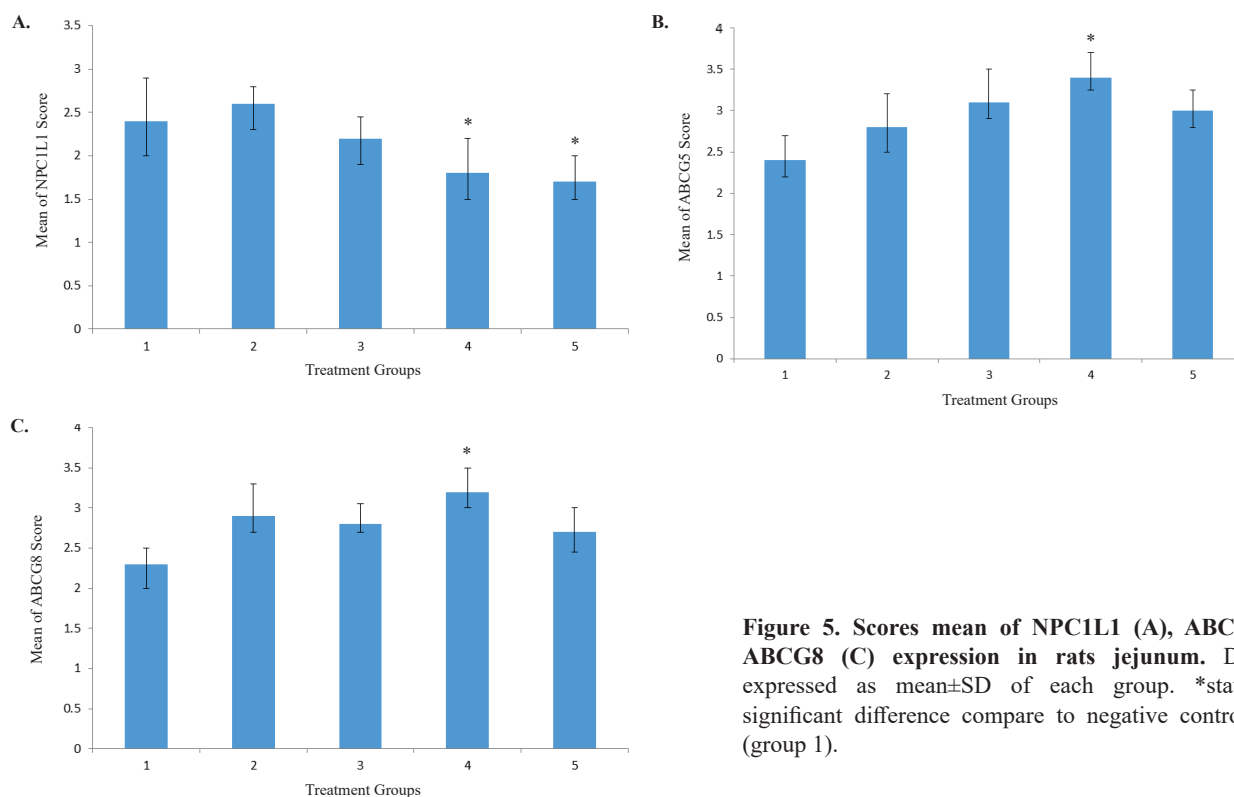 A.
3.5
3
2.5
2
1.5
1
0.5
0
Mean of NPC1L1 Score
* *
1 2 3 4 5
Treatment Groups
B.
4
3.5
3
2.5
2
1.5
1
0.5
0
Mean of ABCG5 Score
*
1 2 3 4 5
Treatment Groups
C.
4
3.5
3
2.5
2
1.5
1
0.5
0
Mean of ABCG8 Score
*
1 2 3 4 5
Treatment Groups
Figure 5. Scores mean of NPC1L1 (A), ABC
ABCG8 (C) expression in rats jejunum. D
expressed as mean±SD of each group. *stat
significant difference compare to negative contro
(group 1).